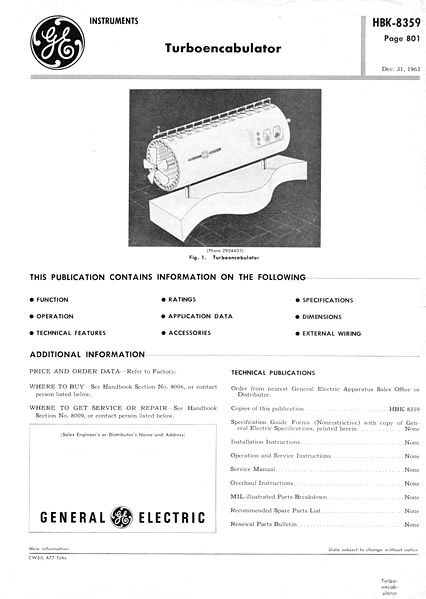 INSTRUMENTS
Turboencabulator
HBK-8359
Page 801
Dec. 31, 1962
GE
(Photo 2904403)
Fig. 1. Turboencabulator
THIS PUBLICATION CONTAINS INFORMATION ON THE FOLLOWING
● FUNCTION ● RATINGS ● SPECIFICATIONS
● OPERATION ● APPLICATION DATA ● DIMENSIONS
● TECHNICAL FEATURES ● ACCESSORIES ● EXTERNAL WIRING
ADDITIONAL INFORMATION
PRICE AND ORDER DATA—Refer to Factory.
WHERE TO BUY—See Handbook Section No. 8006, or contact
person listed below.
WHERE TO GET SERVICE OR REPAIR—See Handbook
Section No. 8009, or contact person listed below.
(Sales Engineer's or Distributor's Name and Address)
GENERAL GE ELECTRIC
TECHNICAL PUBLICATIONS
Order from nearest General Electric Apparatus Sales Office or
Distributor.
Copies of this publication HBK 8359
Specification Guide Forms (Nonrestrictive) with copy of Gen-
eral Electric Specifications, printed herein None
Installation Instructions None
Operation and Service Instructions None
Service Manual None
Overhaul Instructions None
MIL-illustrated Parts Breakdown None
Recommended Spare Parts List None
Renewal Parts Bulletin None
New information Data subject to change without notice
Turbo-
encab-
ulator